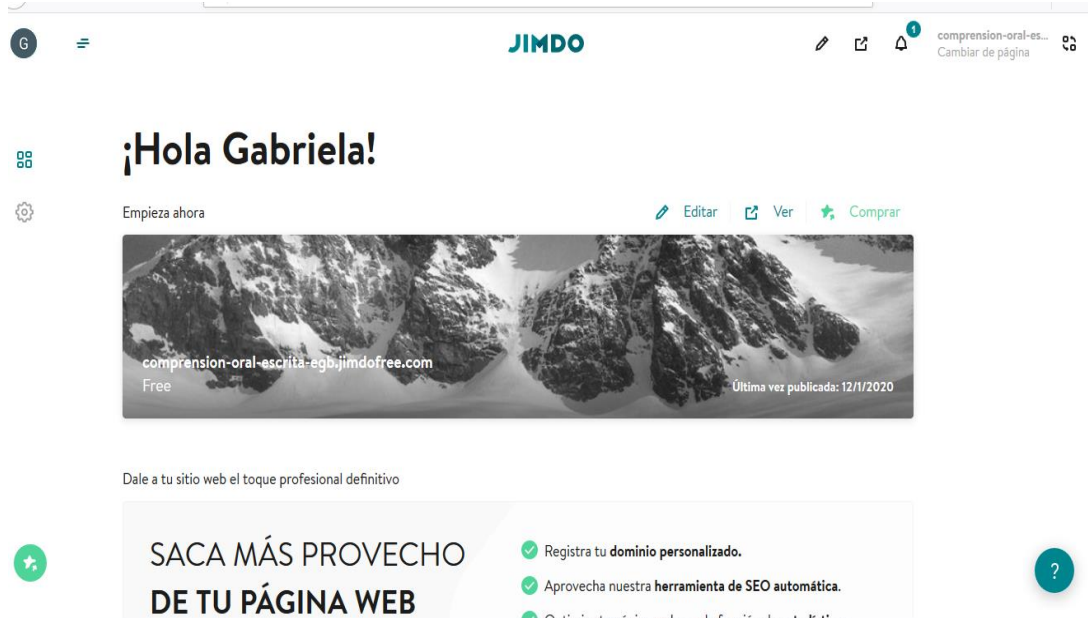 G
JIMDO
1
comprension-oral-es...
Cambiar de página
¡Hola Gabriela!
Empieza ahora
Editar
Ver
Comprar
comprension-oral-escrita-egb.jimdofree.com
Free
Última vez publicada: 12/1/2020
Dale a tu sitio web el toque profesional definitivo
SACA MÁS PROVECHO
DE TU PÁGINA WEB
Registra tu dominio personalizado.
Aprovecha nuestra herramienta de SEO automática.
?